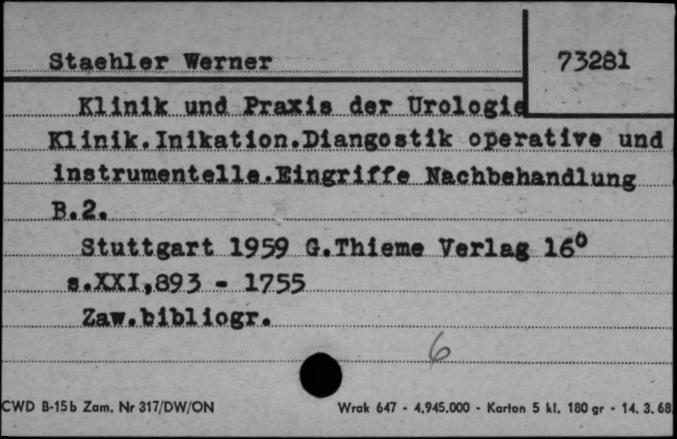 Staehler Werner
73281
Klinik und Praxis der Urologie
Klinik.Inikation.Diangostik operative und
instrumentelle.Eingriffe Nachbehandlung
B.2.
Stuttgart 1959 G.Thieme Verlag 16⁰
s.XXI,893 - 1755
Zaw.bibliogr.
6
CWD B-15b Zam. Nr 317/DW/ON
Wrak 647 - 4.945.000 - Karton 5 kl. 180 gr - 14. 3. 68